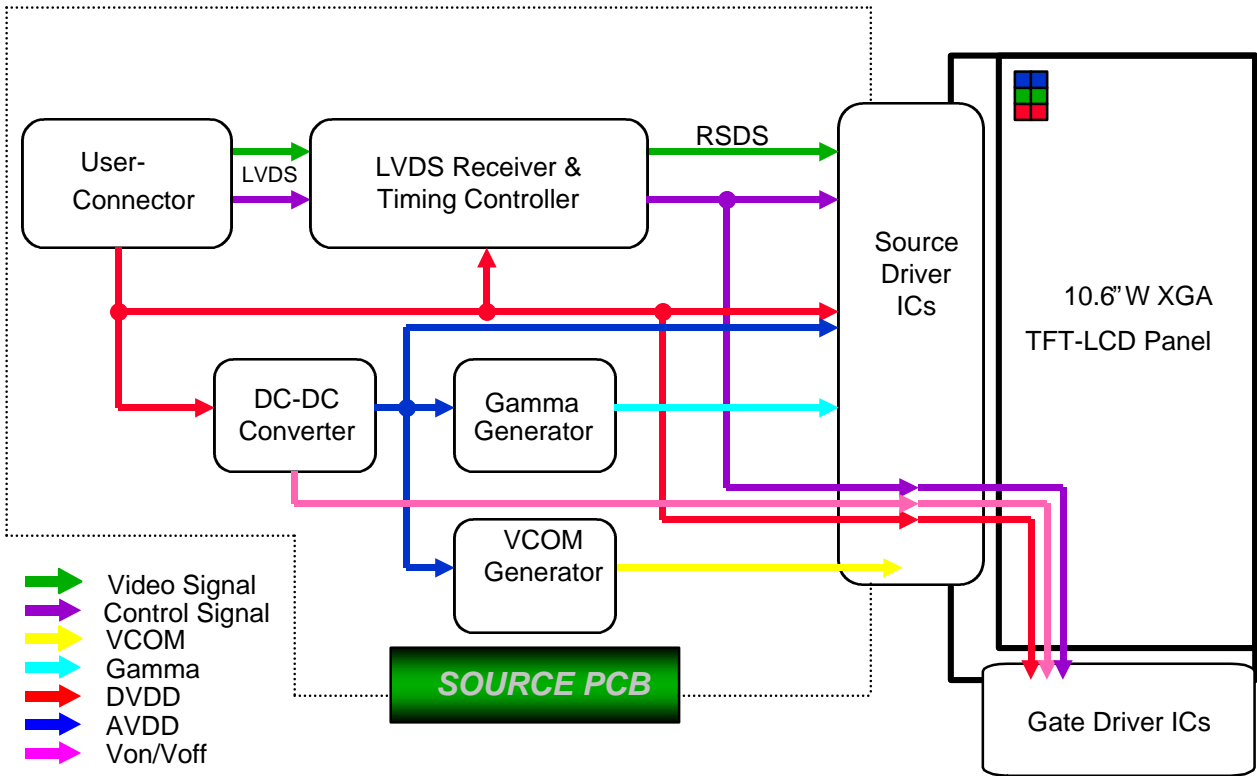 User-
Connector
LVDS
LVDS Receiver &
Timing Controller
RSDS
Source
Driver
ICs
10.6” W XGA
TFT-LCD Panel
DC-DC
Converter
Gamma
Generator
VCOM
Generator
Video Signal
Control Signal
VCOM
Gamma
DVDD
AVDD
Von/Voff
SOURCE PCB
Gate Driver ICs